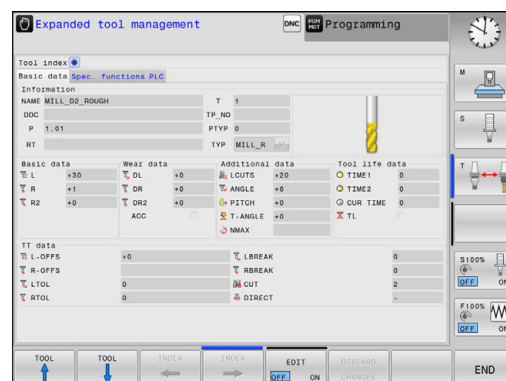 Expanded tool management DNC PGM MGT Programming
Tool index
Basic data Spec. functions PLC
Information
NAME MILL_D2_ROUGH T 1
DOC TP_NO
P 1.01 PTYP 0
RT TYP MILL_R
Basic data Wear data Additional data Tool life data
L +30 DL +0 LCUTS +20 TIME1 0
R +1 DR +0 ANGLE +6 TIME2 0
R2 +0 DR2 +0 PITCH +0 CUR TIME 0
ACC T-ANGLE +0 TL
NMAX
TT data
L-OFFS +0 LBREAK 0
R-OFFS RBREAK 0
LTOL 0 CUT 2
RTOL 0 DIRECT -
M
S
T
S100%
OFF ON
F100%
OFF ON
TOOL TOOL INDEX INDEX EDIT DISCARD CHANGES
OFF ON
END